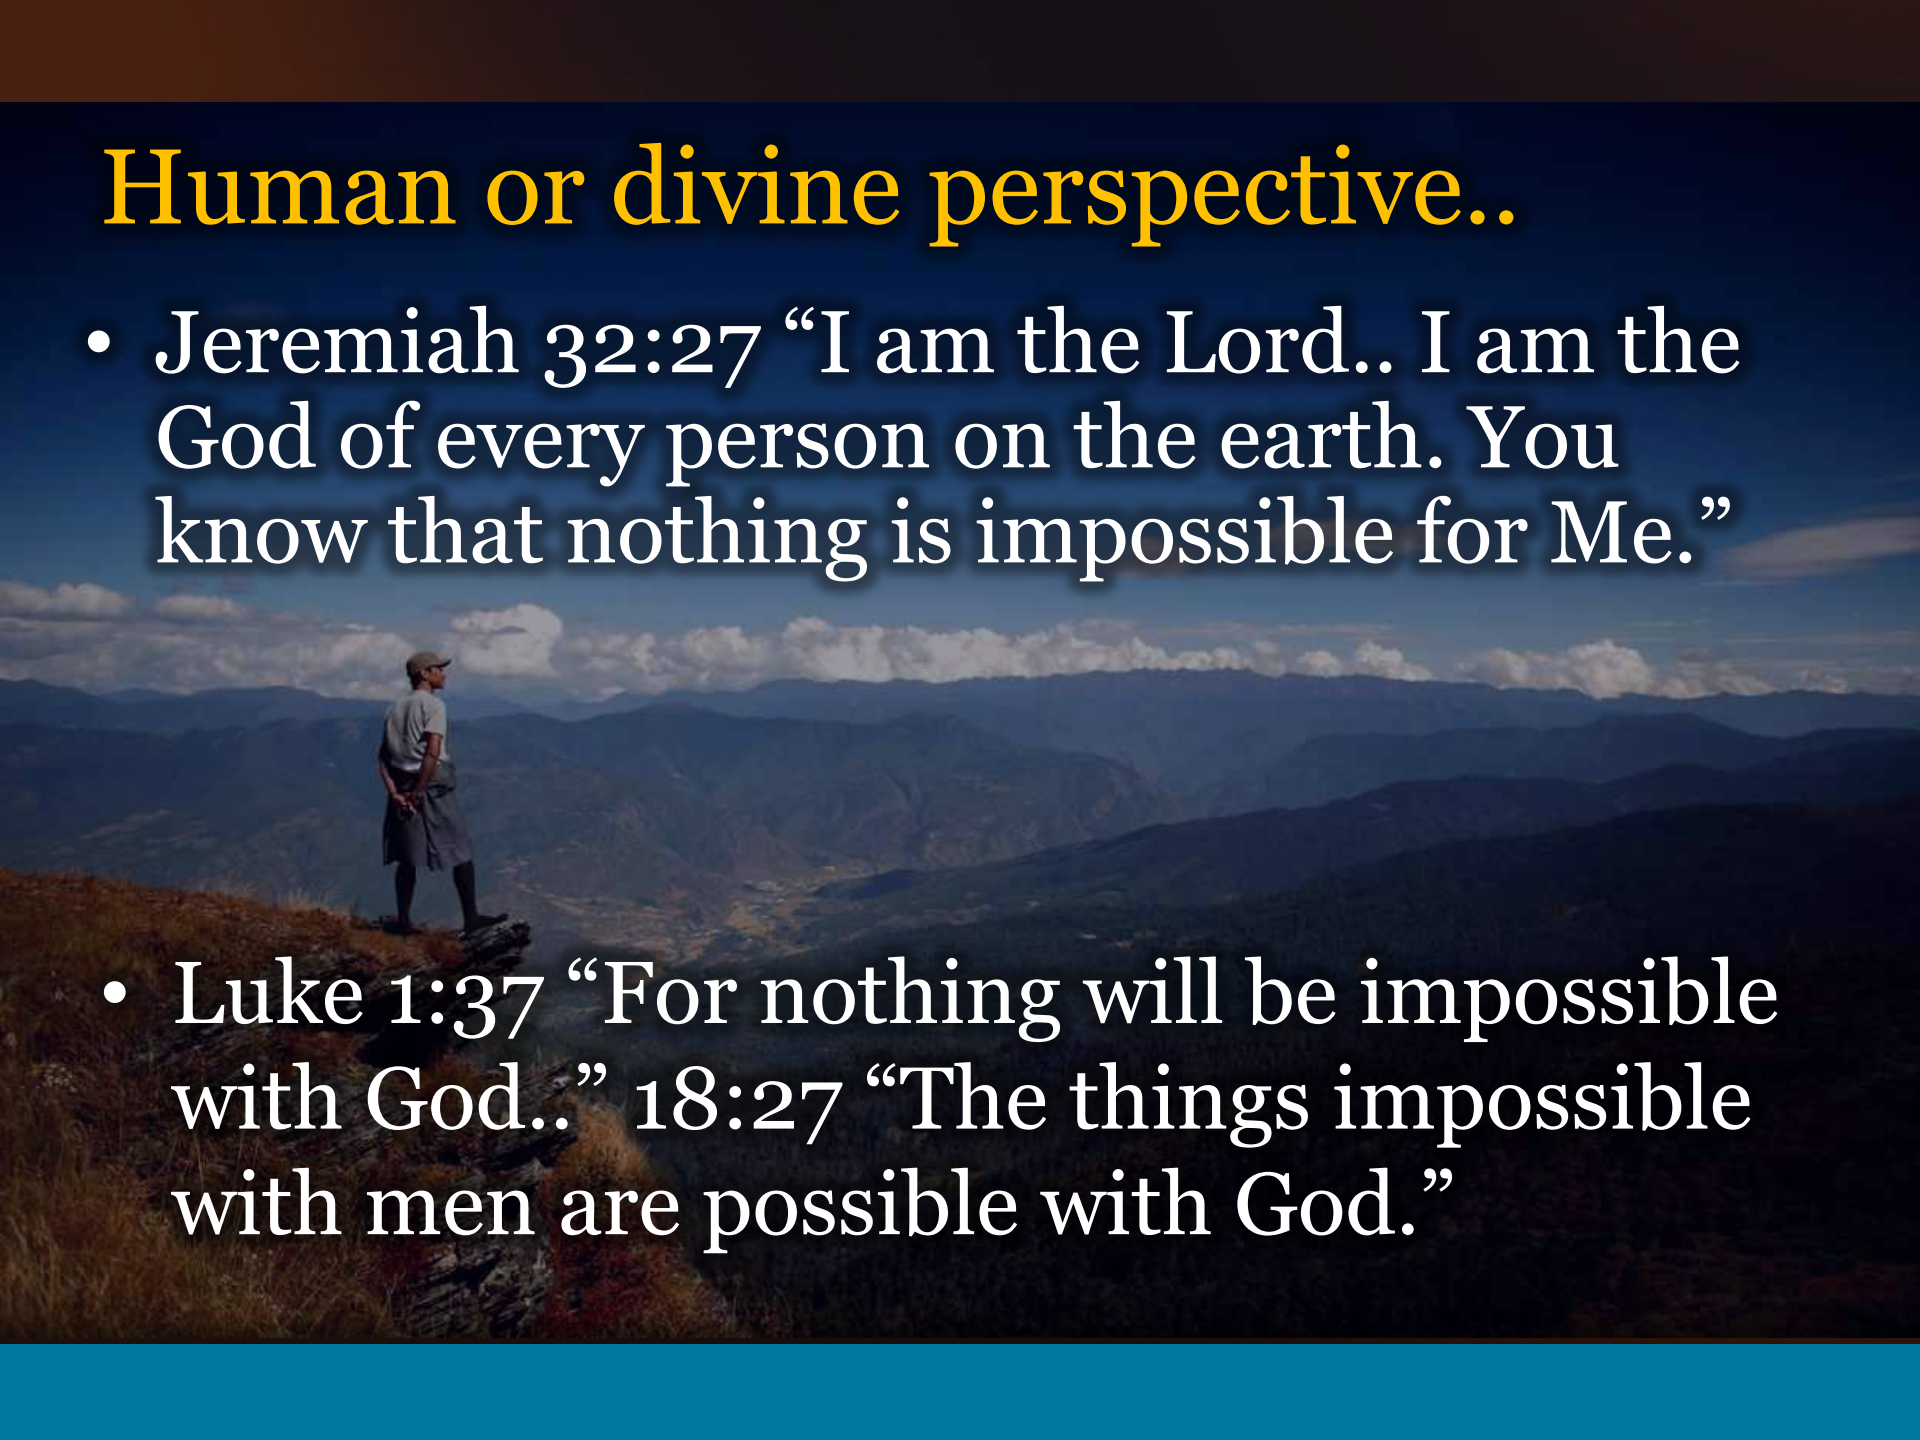 Human or divine perspective..
• Jeremiah 32:27 “I am the Lord.. I am the
God of every person on the earth. You
know that nothing is impossible for Me.”
• Luke 1:37 “For nothing will be impossible
with God..” 18:27 “The things impossible
with men are possible with God.”